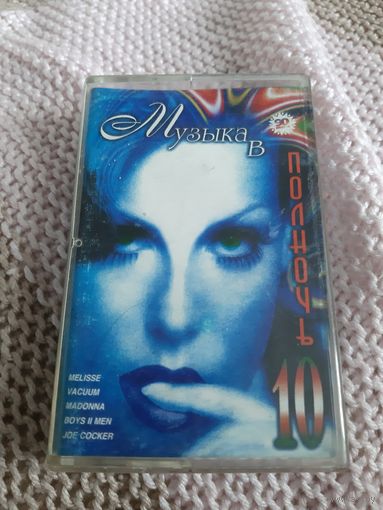 Музыка
в
ПОЛНОЧЬ
10
MELISSE
VACUUM
MADONNA
BOYS II MEN
JOE COCKER